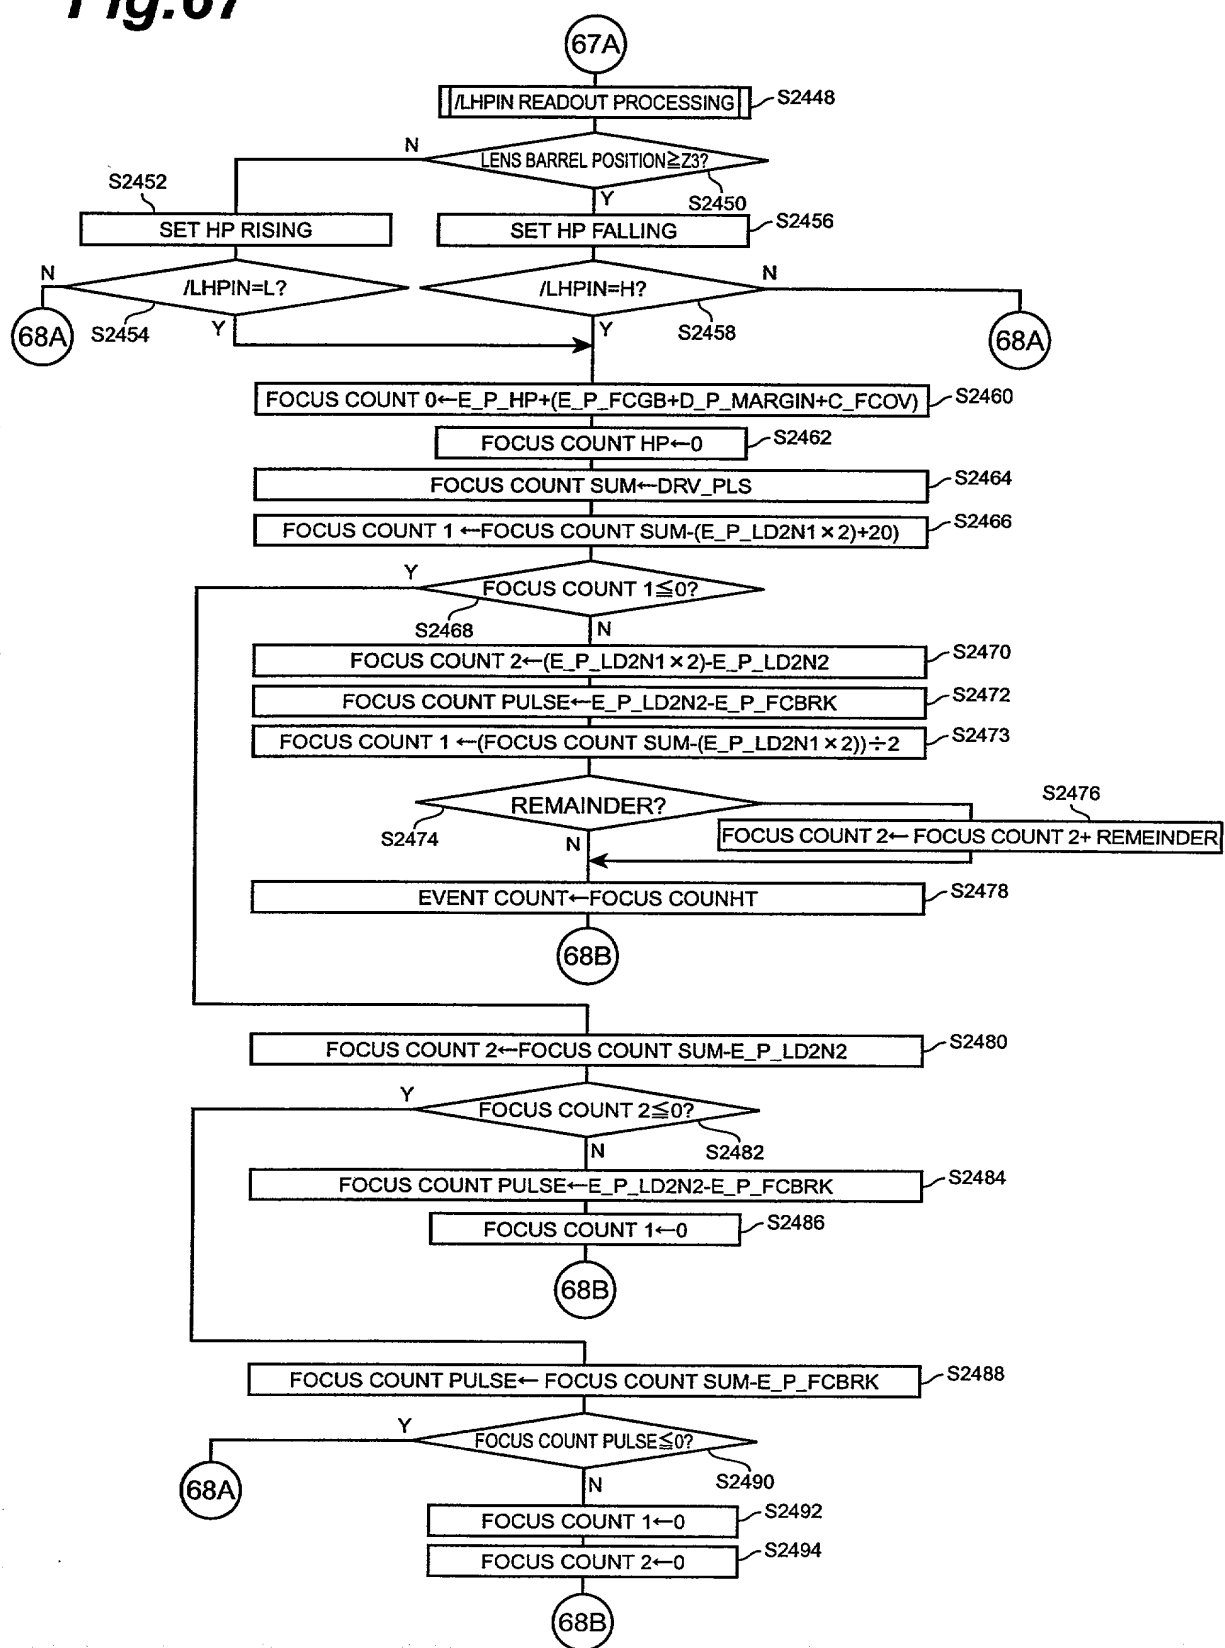 Fig.67
67A
/LHPIN READOUT PROCESSING
S2448
N
LENS BARREL POSITION≧Z3?
S2450
Y
S2452
SET HP RISING
SET HP FALLING
S2456
N
/LHPIN=L?
S2454
Y
/LHPIN=H?
S2458
N
Y
68A
68A
FOCUS COUNT 0←E_P_HP+(E_P_FCGB+D_P_MARGIN+C_FCOV)
S2460
FOCUS COUNT HP←0
S2462
FOCUS COUNT SUM←DRV_PLS
S2464
FOCUS COUNT 1 ←FOCUS COUNT SUM-(E_P_LD2N1×2)+20)
S2466
Y
FOCUS COUNT 1≦0?
S2468
N
FOCUS COUNT 2←(E_P_LD2N1×2)-E_P_LD2N2
S2470
FOCUS COUNT PULSE←E_P_LD2N2-E_P_FCBRK
S2472
FOCUS COUNT 1 ←(FOCUS COUNT SUM-(E_P_LD2N1×2))÷2
S2473
REMAINDER?
S2474
S2476
FOCUS COUNT 2← FOCUS COUNT 2+ REMEINDER
N
EVENT COUNT←FOCUS COUNHT
S2478
68B
FOCUS COUNT 2←FOCUS COUNT SUM-E_P_LD2N2
S2480
Y
FOCUS COUNT 2≦0?
S2482
N
FOCUS COUNT PULSE←E_P_LD2N2-E_P_FCBRK
S2484
FOCUS COUNT 1←0
S2486
68B
FOCUS COUNT PULSE← FOCUS COUNT SUM-E_P_FCBRK
S2488
Y
FOCUS COUNT PULSE≦0?
S2490
68A
N
FOCUS COUNT 1←0
S2492
FOCUS COUNT 2←0
S2494
68B